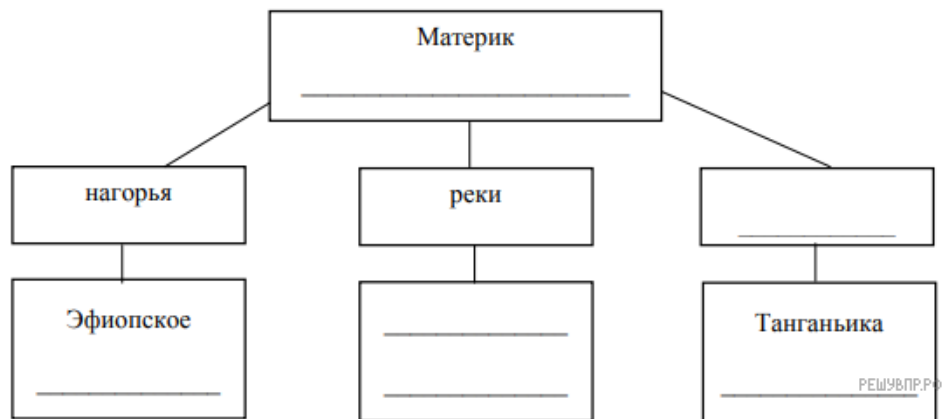 Материк
нагорья
реки
Эфиопское
Танганьика
РЕШУВПР.РФ